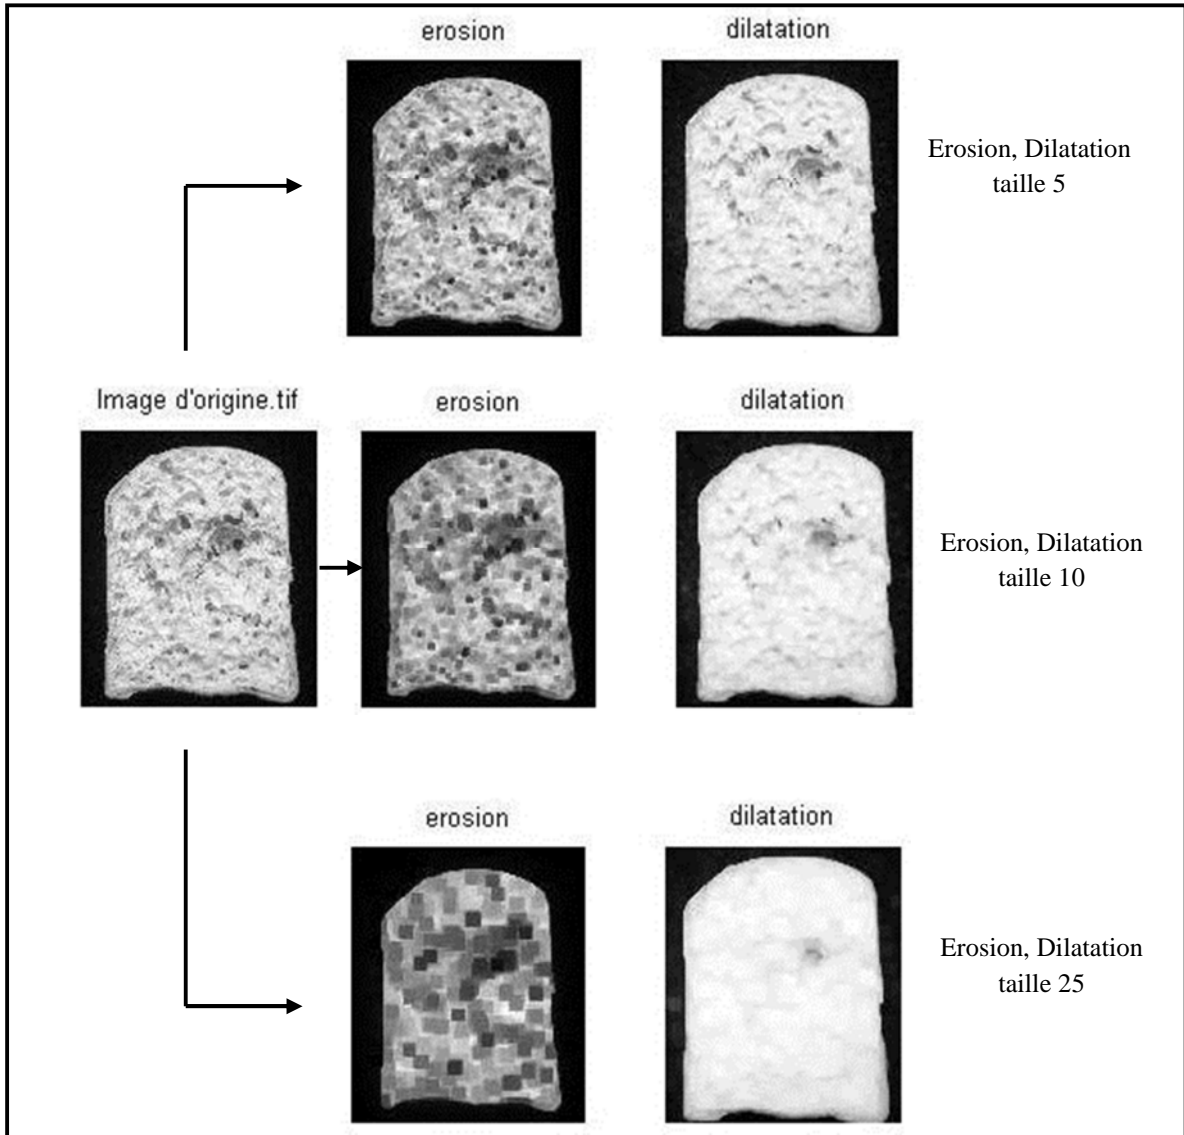 erosion
dilatation
Erosion, Dilatation
taille 5
Image d'origine.tif
erosion
dilatation
Erosion, Dilatation
taille 10
erosion
dilatation
Erosion, Dilatation
taille 25